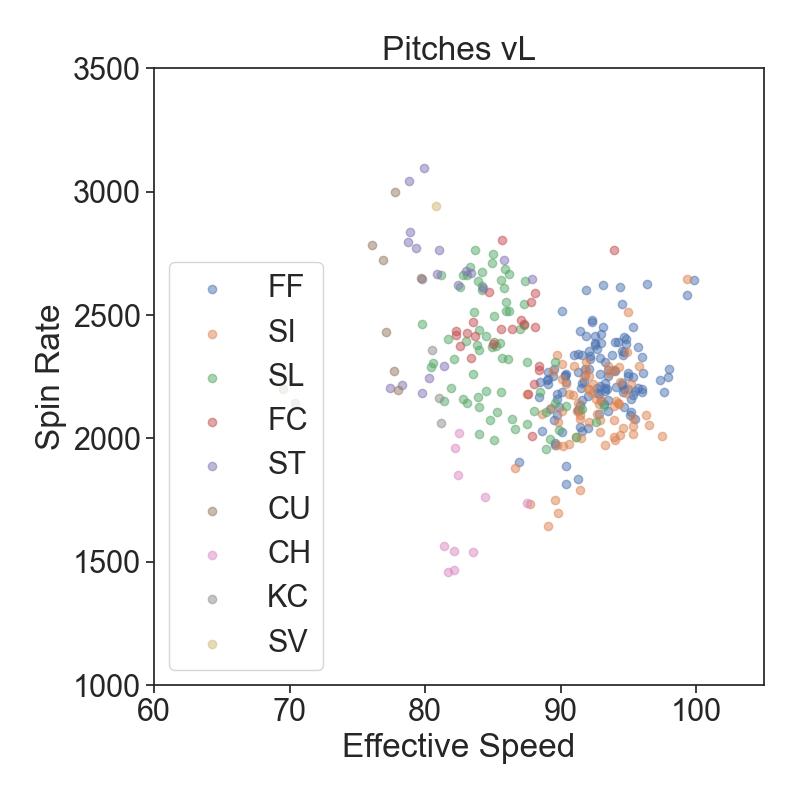 Pitches vL
3500
3000
2500
2000
1500
1000
Spin Rate
FF
SI
SL
FC
ST
CU
CH
KC
SV
60 70 80 90 100
Effective Speed